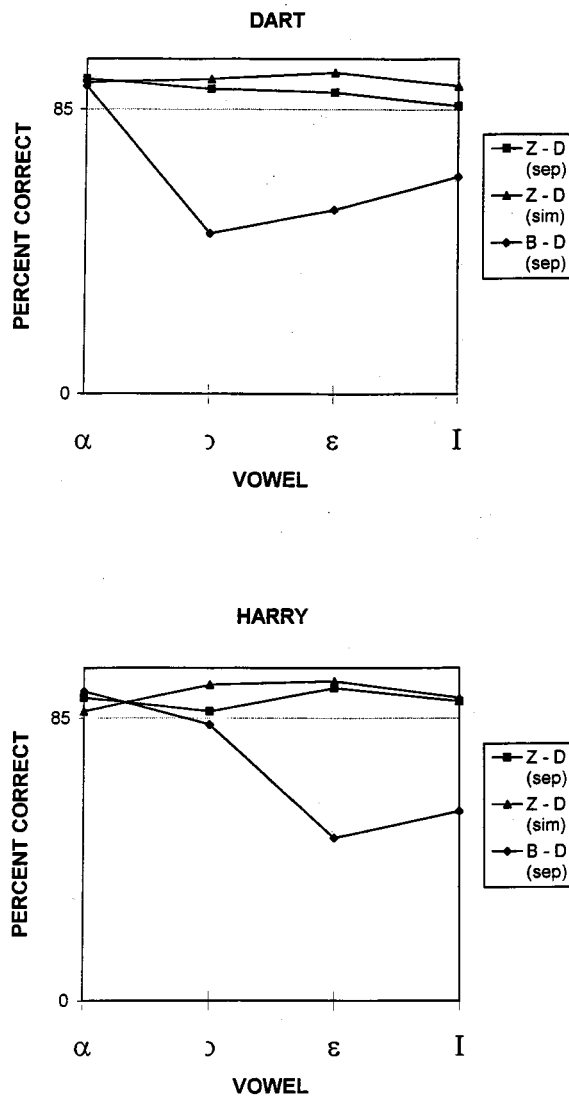 DART
PERCENT CORRECT
85
0
Z - D
(sep)
Z - D
(sim)
B - D
(sep)
α ɔ ε I
VOWEL
HARRY
PERCENT CORRECT
85
0
Z - D
(sep)
Z - D
(sim)
B - D
(sep)
α ɔ ε I
VOWEL